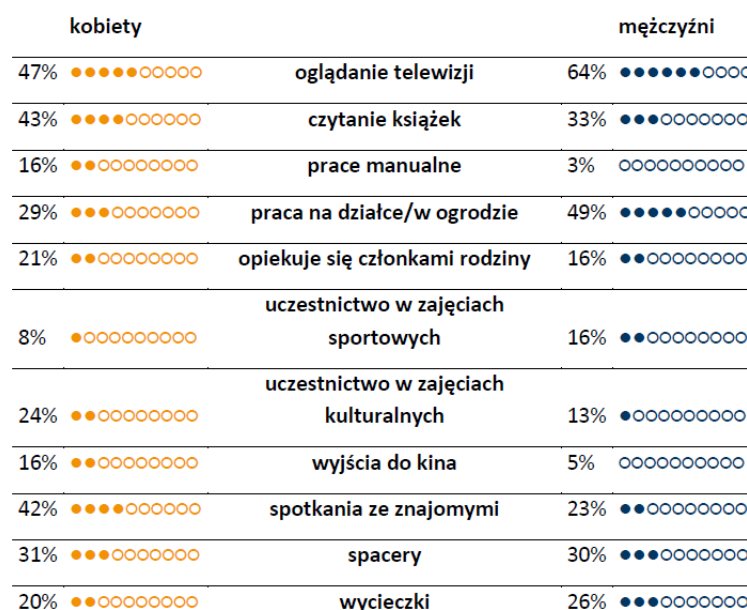 kobiety mężczyźni
47% oglądanie telewizji 64%
43% czytanie książek 33%
16% prace manualne 3%
29% praca na działce/w ogrodzie 49%
21% opiekuje się członkami rodziny 16%
uczestnictwo w zajęciach
8% sportowych 16%
uczestnictwo w zajęciach
24% kulturalnych 13%
16% wyjścia do kina 5%
42% spotkania ze znajomymi 23%
31% spacery 30%
20% wycieczki 26%